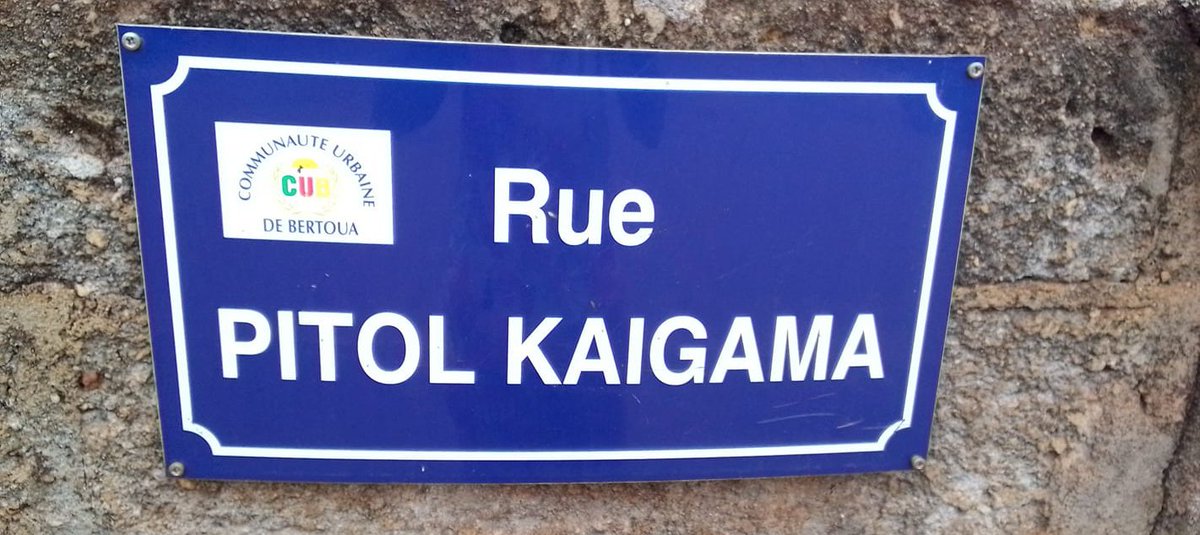 COMMUNAUTE URBAINE
CUB
DE BERTOUA
Rue
PITOL KAIGAMA